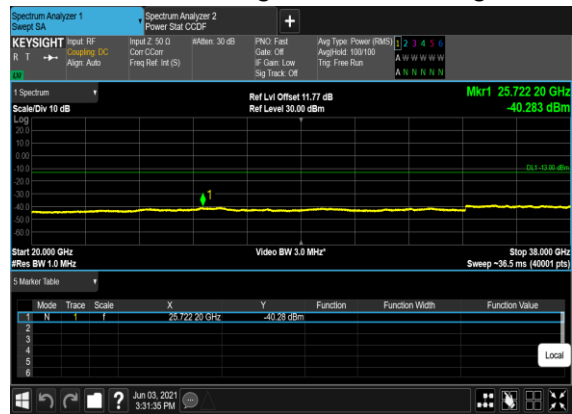 Spectrum Analyzer 1
Swept SA
Spectrum Analyzer 2
Power Stat CCDF
+
KEYSIGHT
R T
Input: RF
Coupling: DC
Align: Auto
Input Z: 50 Ω
Corr CCorr
Freq Ref: Int (S)
#Atten: 30 dB
PNO: Fast
Gate: Off
IF Gain: Low
Sig Track: Off
Avg Type: Power (RMS)
Avg|Hold: 100/100
Trig: Free Run
1 2 3 4 5 6
A W W W W W
A N N N N N
LXI
1 Spectrum
Scale/Div 10 dB
Ref Lvl Offset 11.77 dB
Ref Level 30.00 dBm
Mkr1 25.722 20 GHz
-40.283 dBm
Log
20.0
10.0
0.00
-10.0
DL1 -13.00 dBm
-20.0
-30.0
1
-40.0
-50.0
-60.0
Start 20.000 GHz
#Res BW 1.0 MHz
Video BW 3.0 MHz*
Stop 38.000 GHz
Sweep ~36.5 ms (40001 pts)
5 Marker Table
Mode Trace Scale X Y Function Function Width Function Value
1 N 1 f 25.722 20 GHz -40.28 dBm
2
3
4
5
6
Local
?
Jun 03, 2021
3:31:35 PM